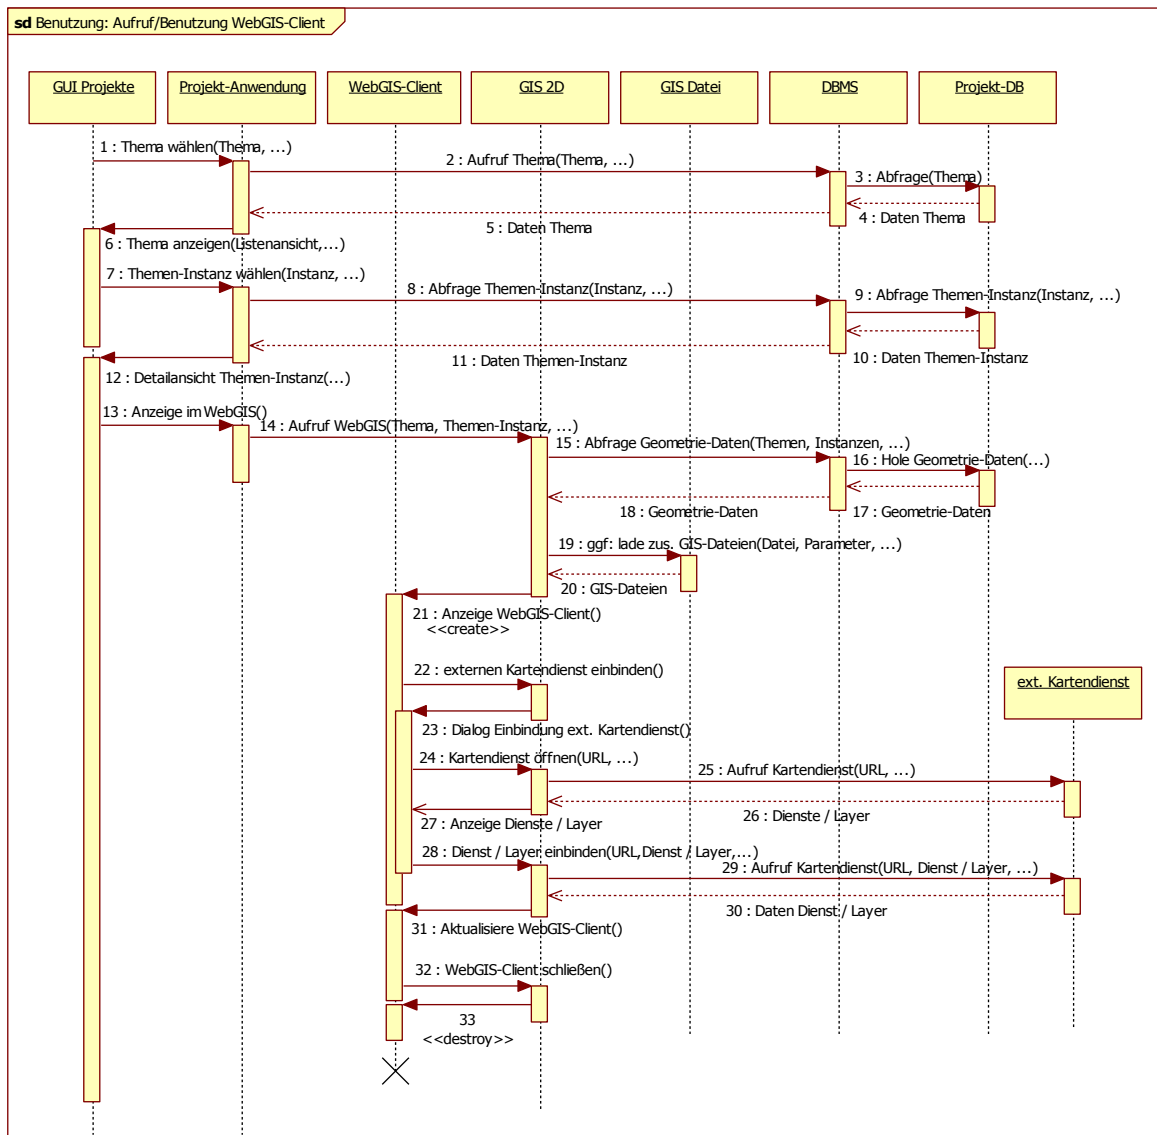 sd Benutzung: Aufruf/Benutzung WebGIS-Client
GUI Projekte
Projekt-Anwendung
WebGIS-Client
GIS 2D
GIS Datei
DBMS
Projekt-DB
1 : Thema wählen(Thema, ...)
2 : Aufruf Thema(Thema, ...)
3 : Abfrage(Thema)
4 : Daten Thema
5 : Daten Thema
6 : Thema anzeigen(Listenansicht,...)
7 : Themen-Instanz wählen(Instanz, ...)
8 : Abfrage Themen-Instanz(Instanz, ...)
9 : Abfrage Themen-Instanz(Instanz, ...)
10 : Daten Themen-Instanz
11 : Daten Themen-Instanz
12 : Detailansicht Themen-Instanz(...)
13 : Anzeige im WebGIS()
14 : Aufruf WebGIS(Thema, Themen-Instanz, ...)
15 : Abfrage Geometrie-Daten(Themen, Instanzen, ...)
16 : Hole Geometrie-Daten(...)
17 : Geometrie-Daten
18 : Geometrie-Daten
19 : ggf: lade zus. GIS-Dateien(Datei, Parameter, ...)
20 : GIS-Dateien
21 : Anzeige WebGIS-Client()
<<create>>
22 : externen Kartendienst einbinden()
ext. Kartendienst
23 : Dialog Einbindung ext. Kartendienst()
24 : Kartendienst öffnen(URL, ...)
25 : Aufruf Kartendienst(URL, ...)
26 : Dienste / Layer
27 : Anzeige Dienste / Layer
28 : Dienst / Layer einbinden(URL,Dienst / Layer,...)
29 : Aufruf Kartendienst(URL, Dienst / Layer, ...)
30 : Daten Dienst / Layer
31 : Aktualisiere WebGIS-Client()
32 : WebGIS-Client schließen()
33
<<destroy>>